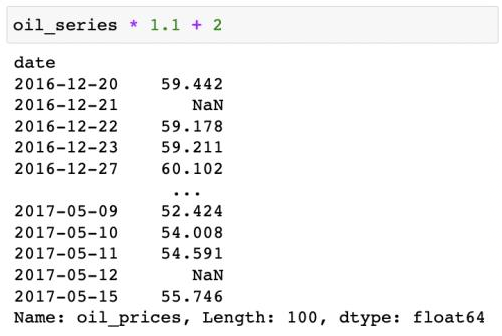 oil_series * 1.1 + 2
date
2016-12-20    59.442
2016-12-21       NaN
2016-12-22    59.178
2016-12-23    59.211
2016-12-27    60.102
...
2017-05-09    52.424
2017-05-10    54.008
2017-05-11    54.591
2017-05-12       NaN
2017-05-15    55.746
Name: oil_prices, Length: 100, dtype: float64